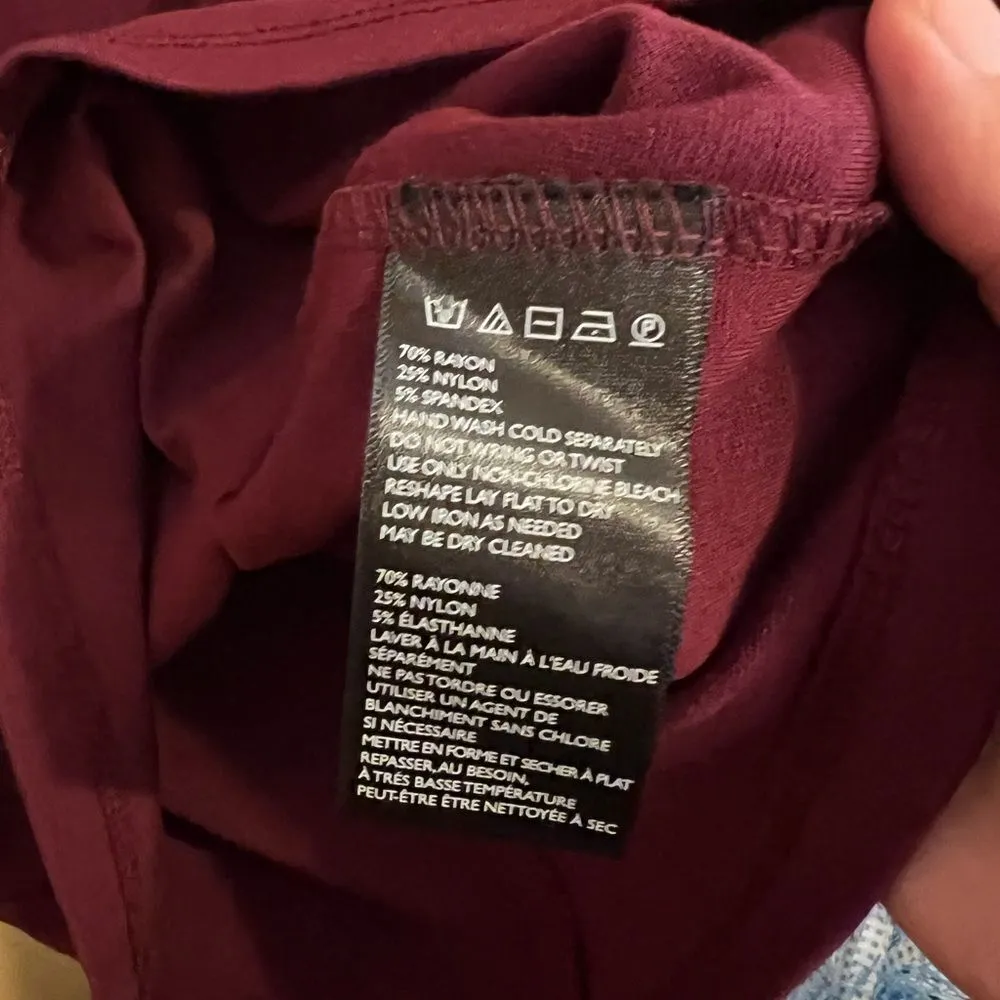 70% RAYON
25% NYLON
5% SPANDEX
HAND WASH COLD SEPARATELY
DO NOT WRING OR TWIST
USE ONLY NON-CHLORINE BLEACH
RESHAPE LAY FLAT TO DRY
LOW IRON AS NEEDED
MAY BE DRY CLEANED
70% RAYONNE
25% NYLON
5% ÉLASTHANNE
LAVER À LA MAIN À L'EAU FROIDE
SÉPARÉMENT
NE PAS TORDRE OU ESSORER
UTILISER UN AGENT DE
BLANCHIMENT SANS CHLORE
SI NÉCESSAIRE
METTRE EN FORME ET SECHER À PLAT
REPASSER, AU BESOIN,
À TRÉS BASSE TEMPÉRATURE
PEUT-ÊTRE ÊTRE NETTOYÉE À SEC